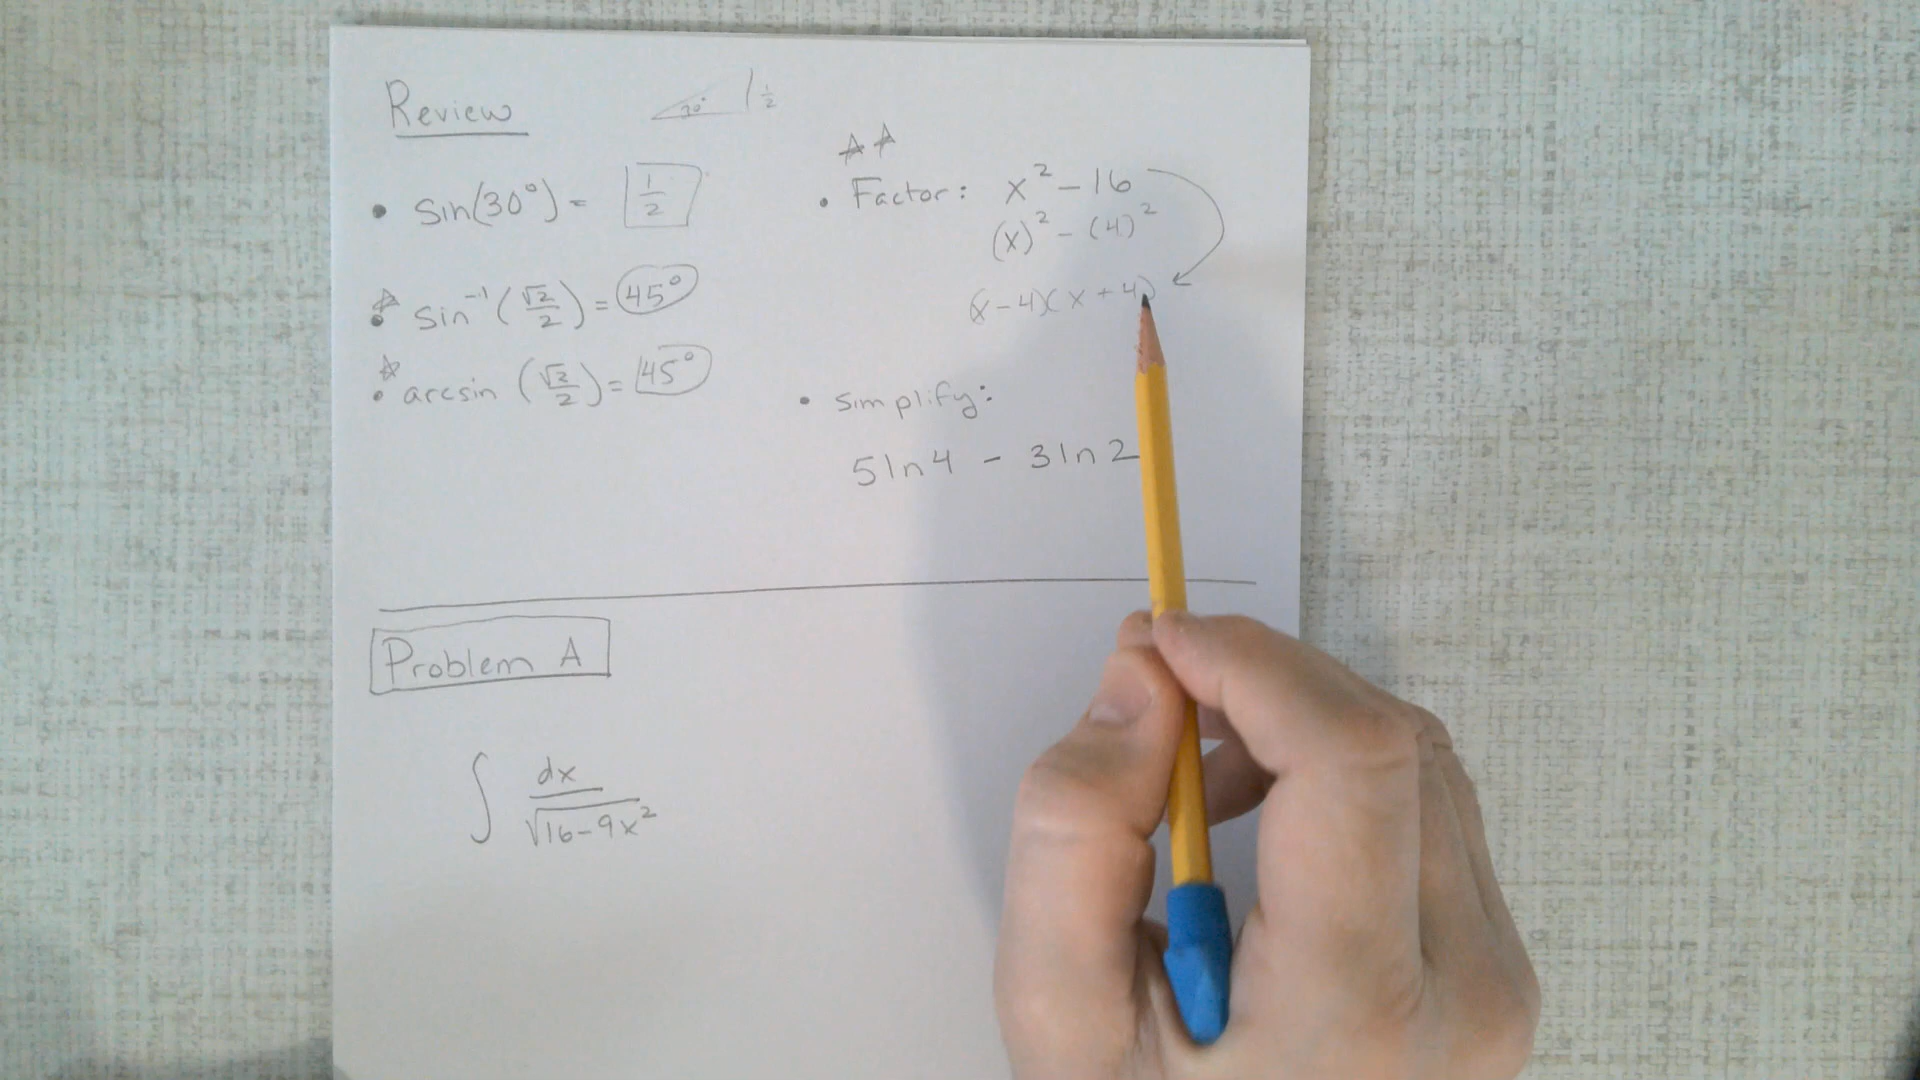 Review
30° 1/2
• sin(30°) = 1/2
• sin⁻¹(√2/2) = 45°
• arcsin (√2/2) = 45°
• Factor: x² - 16
(x)² - (4)²
(x-4)(x+4)
• simplify:
5ln4 - 3ln2
Problem A
∫ dx/√(16-9x²)